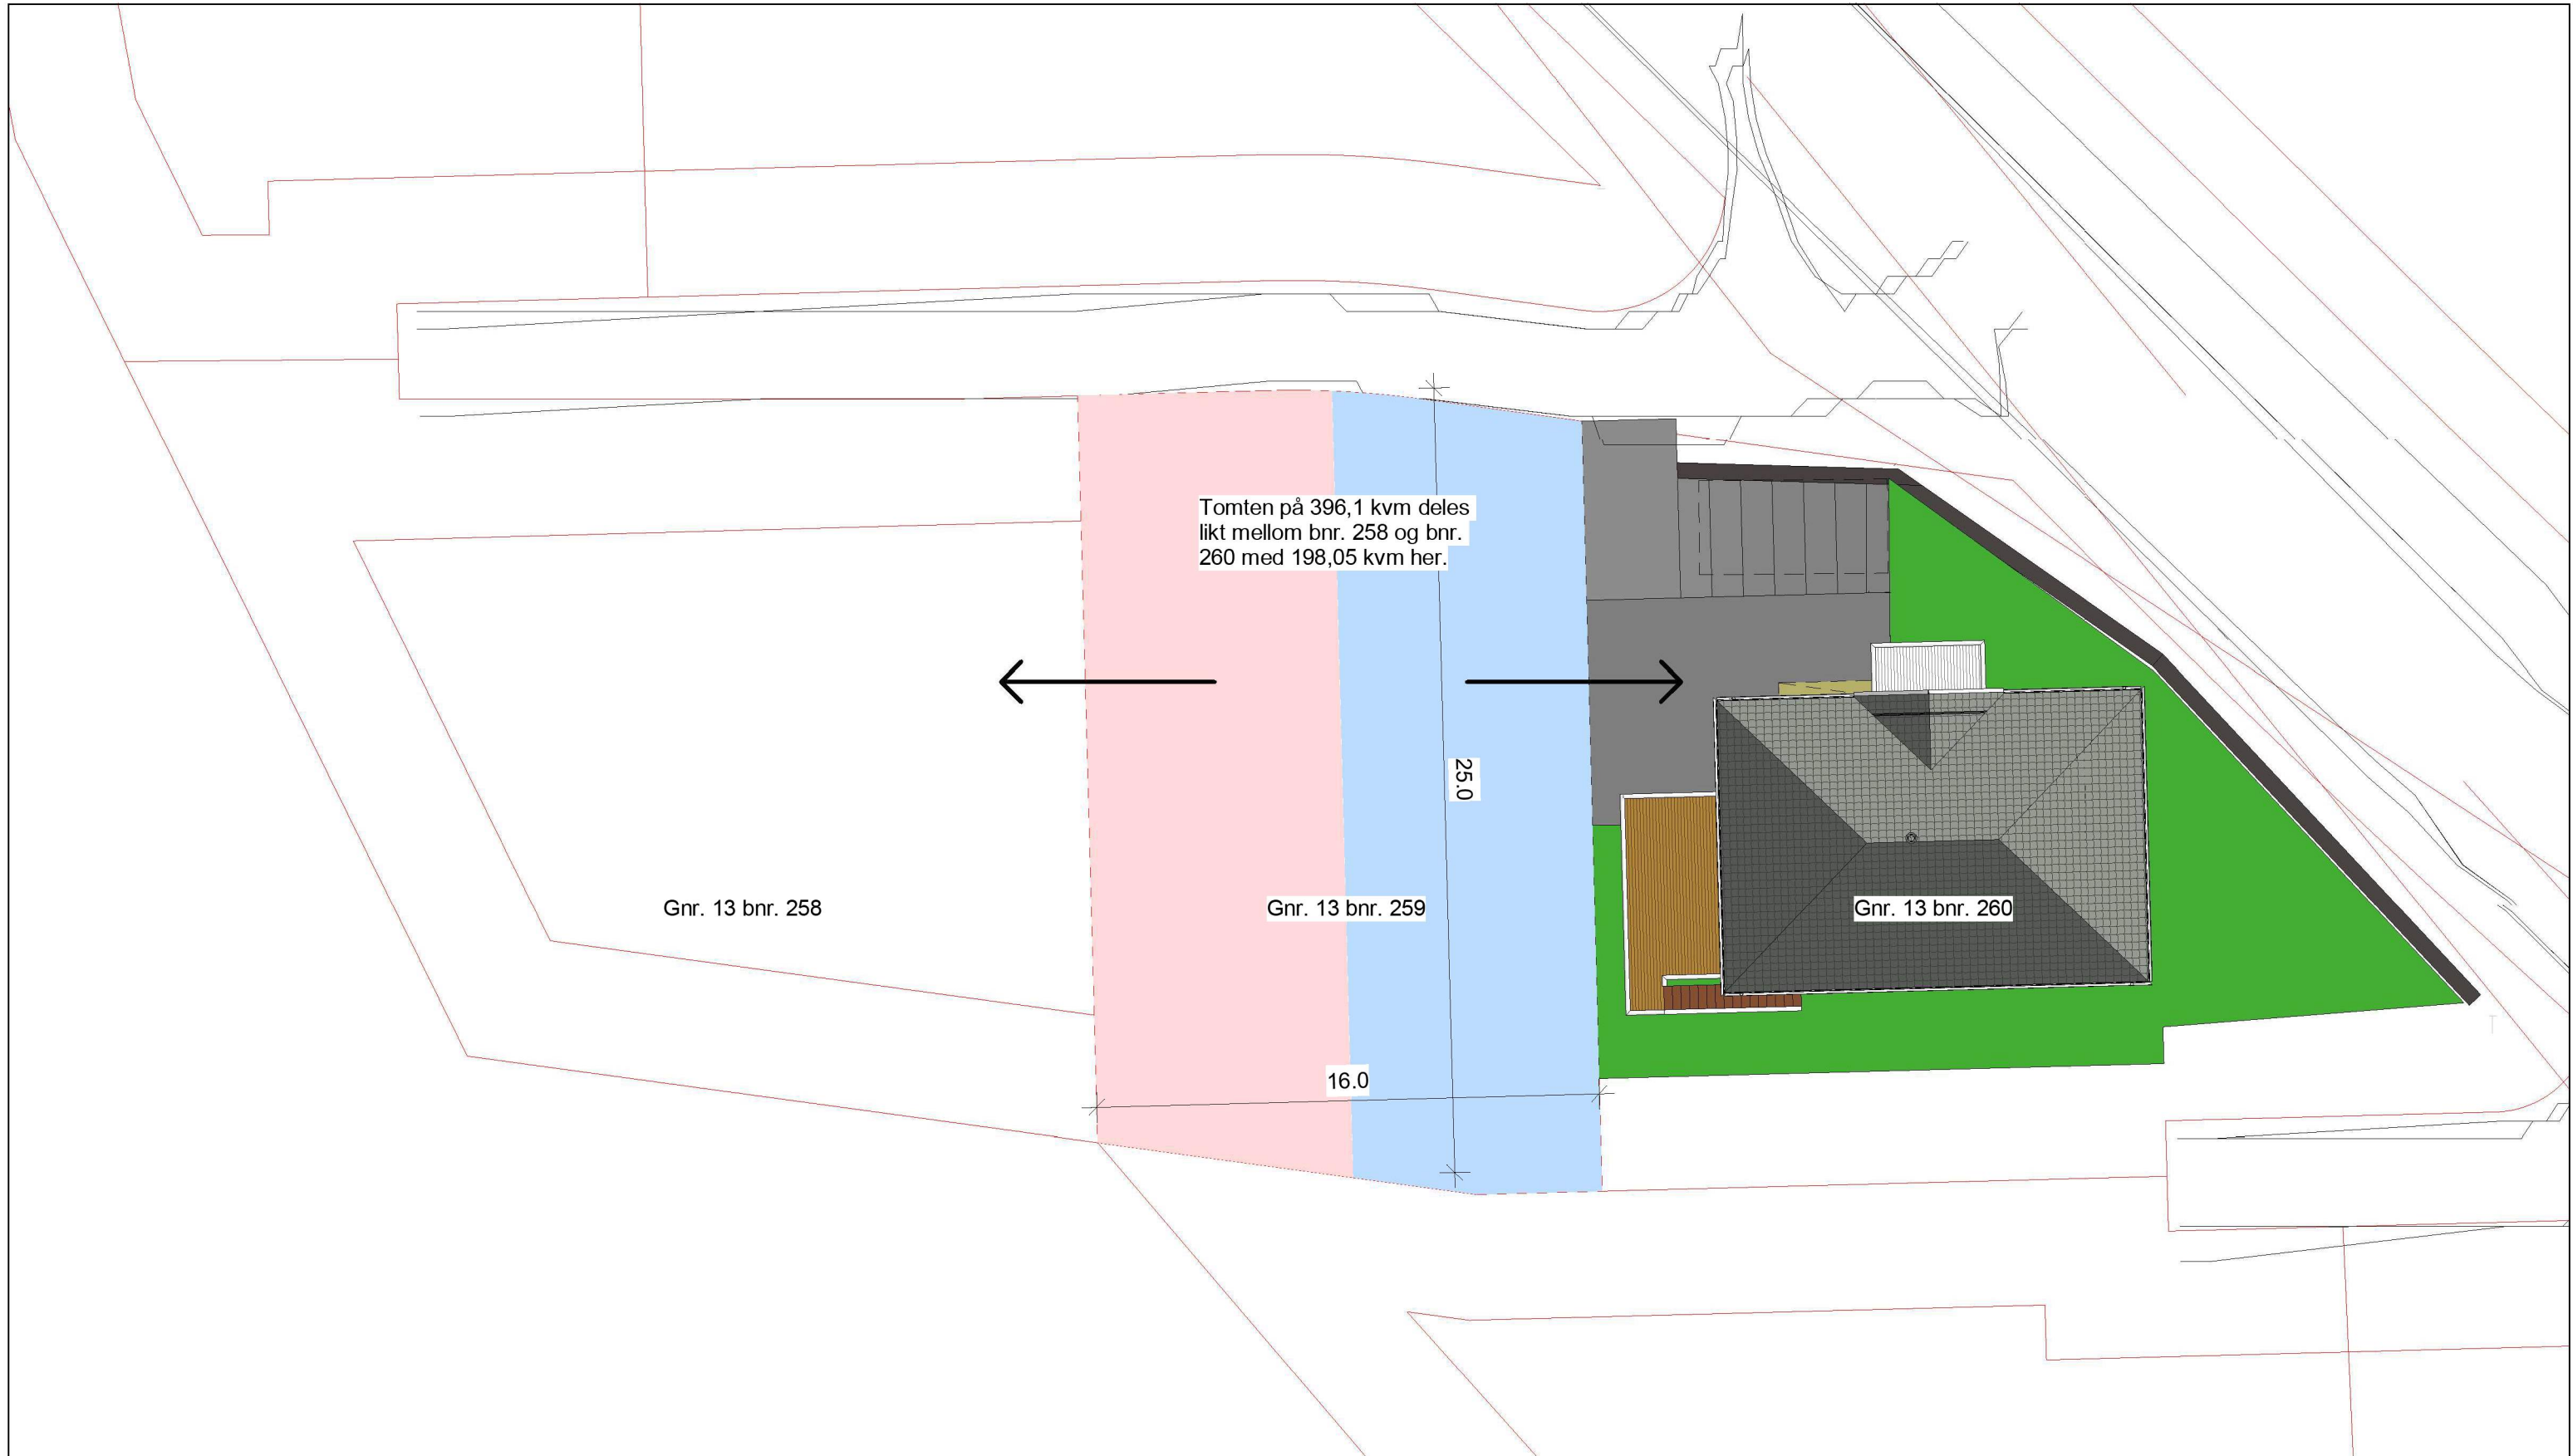 Tomten på 396,1 kvm deles
likt mellom bnr. 258 og bnr.
260 med 198,05 kvm her.
25.0
Gnr. 13 bnr. 258
Gnr. 13 bnr. 259
Gnr. 13 bnr. 260
16.0